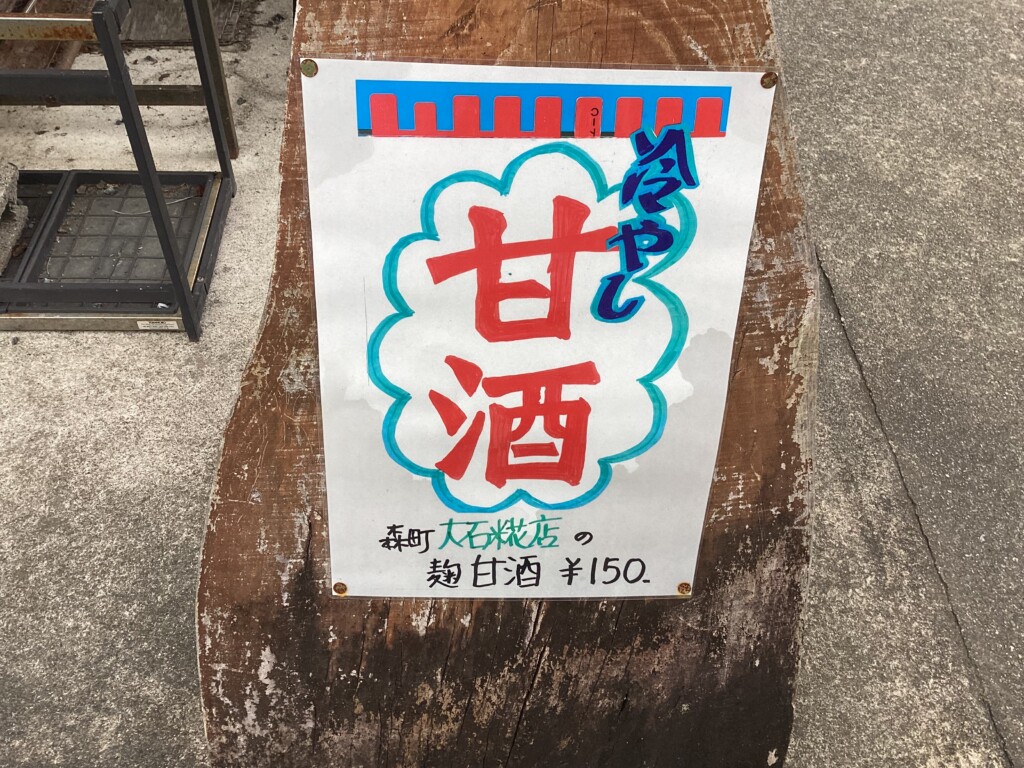 冷やし
甘酒
森町 大石糀店 の
麹甘酒 ¥150-